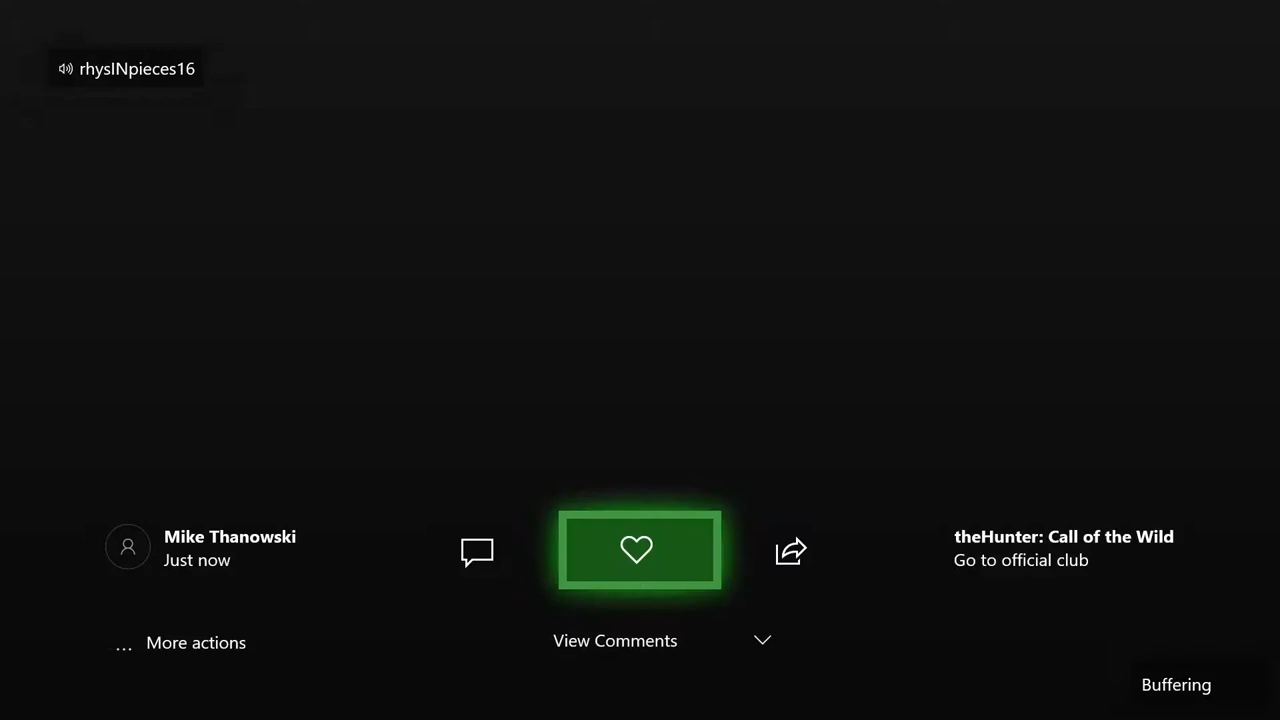 rhysINpieces16
Mike Thanowski
Just now
theHunter: Call of the Wild
Go to official club
... More actions
View Comments
Buffering